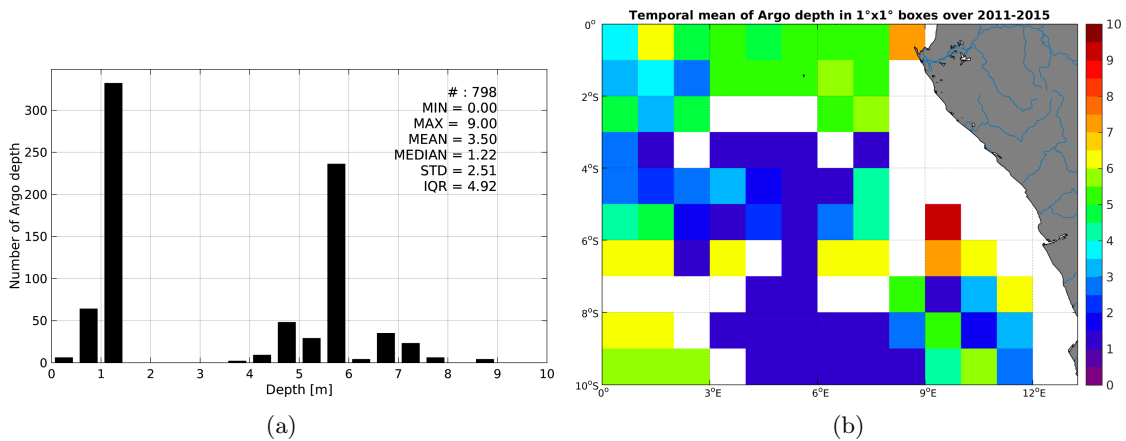 Number of Argo depth
350
300
250
200
150
100
50
0
# : 798
MIN = 0.00
MAX = 9.00
MEAN = 3.50
MEDIAN = 1.22
STD = 2.51
IQR = 4.92
0 1 2 3 4 5 6 7 8 9 10
Depth [m]
(a)
Temporal mean of Argo depth in 1°x1° boxes over 2011-2015
0°
2°S
4°S
6°S
8°S
10°S
0° 3°E 6°E 9°E 12°E
10
9
8
7
6
5
4
3
2
1
0
(b)